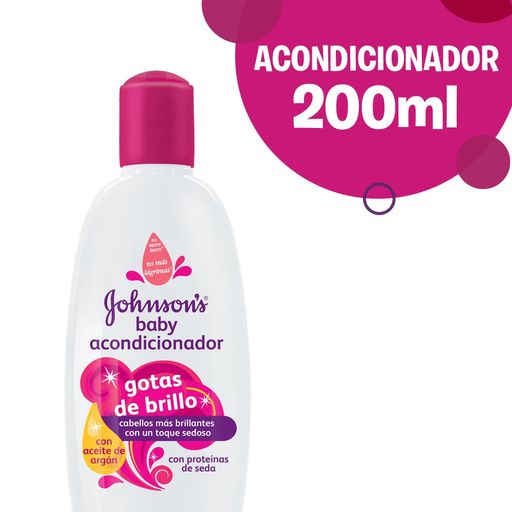 ACONDICIONADOR
200ml
no more
tears®
no más
lágrimas®
Johnson's®
baby
acondicionador
gotas
de brillo
cabellos más brillantes
con un toque sedoso
con
aceite de
argán
con proteínas
de seda